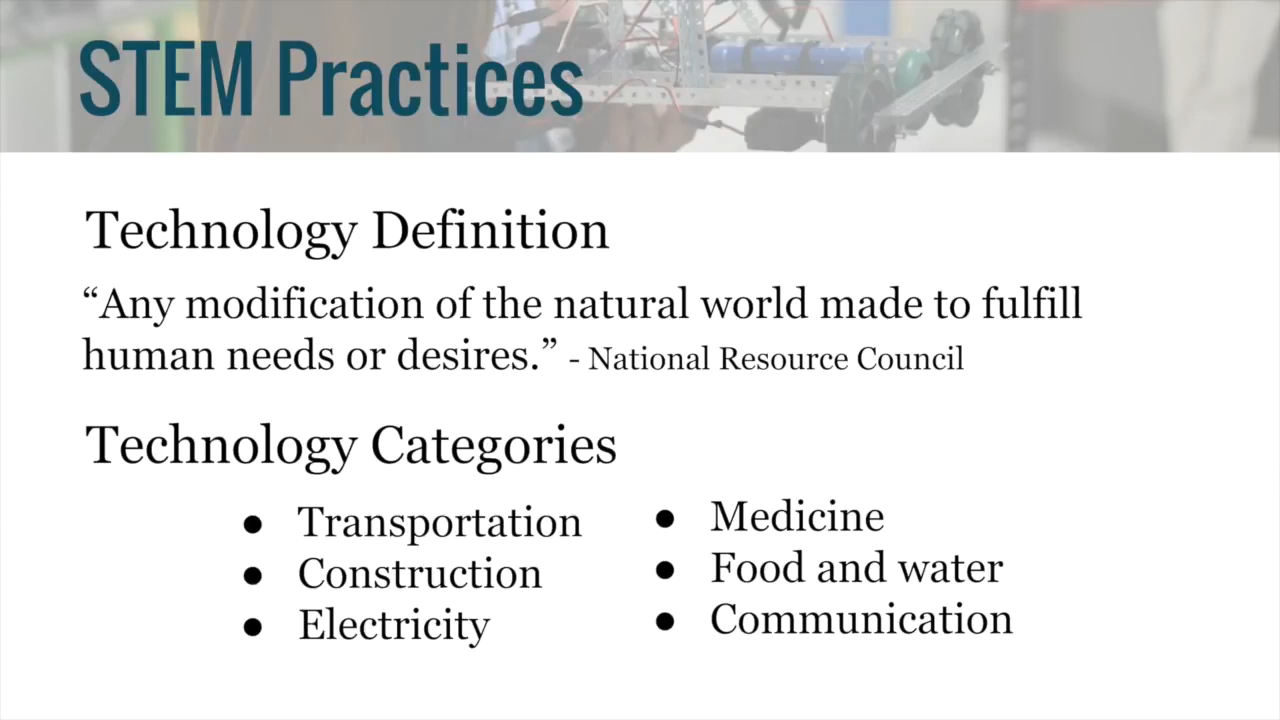 STEM Practices
Technology Definition
“Any modification of the natural world made to fulfill
human needs or desires.” - National Resource Council
Technology Categories
● Transportation
● Construction
● Electricity
● Medicine
● Food and water
● Communication